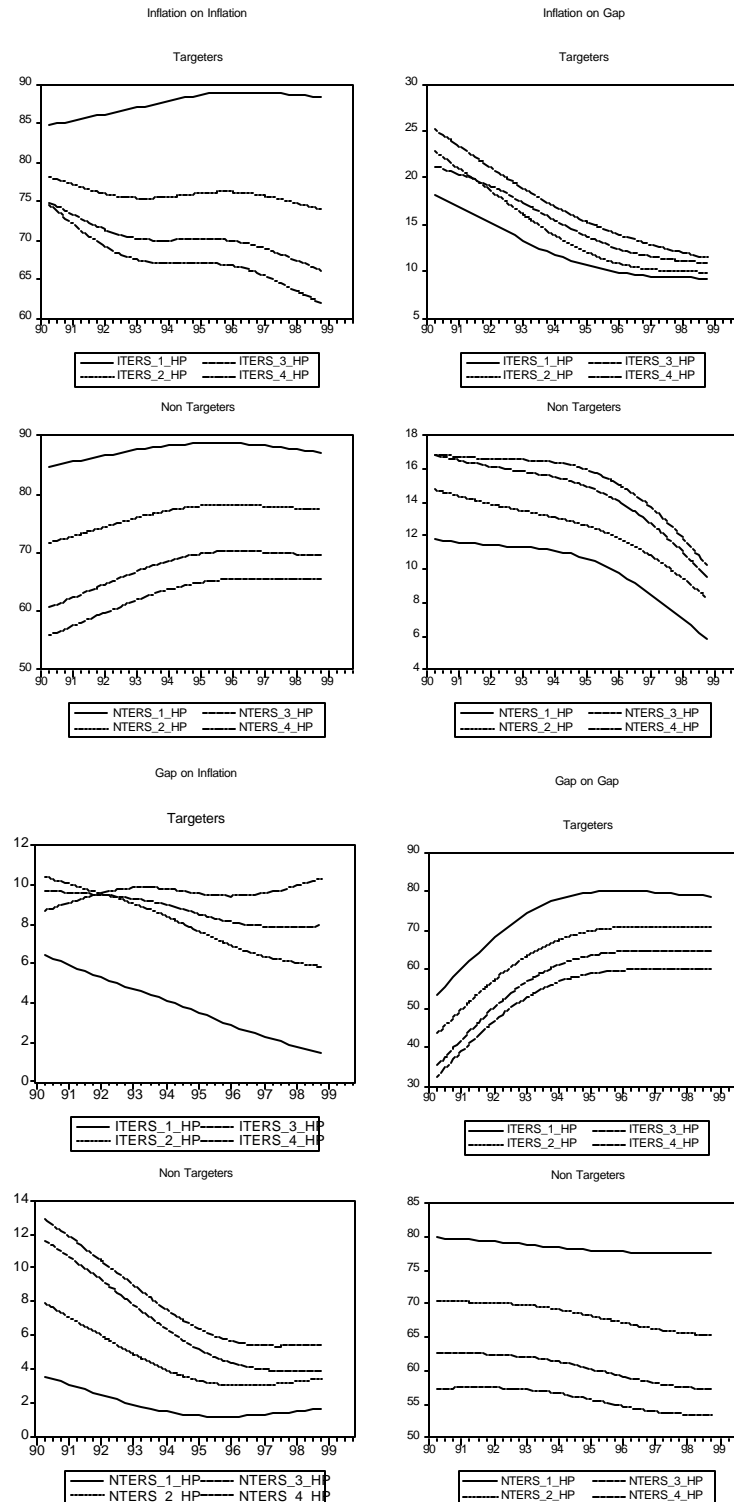 Inflation on Inflation
Inflation on Gap
Targeters
Targeters
90
85
80
75
70
65
60
90 91 92 93 94 95 96 97 98 99
ITERS_1_HP ITERS_3_HP
ITERS_2_HP ITERS_4_HP
30
25
20
15
10
5
90 91 92 93 94 95 96 97 98 99
ITERS_1_HP ITERS_3_HP
ITERS_2_HP ITERS_4_HP
Non Targeters
90
80
70
60
50
90 91 92 93 94 95 96 97 98 99
NTERS_1_HP NTERS_3_HP
NTERS_2_HP NTERS_4_HP
Non Targeters
18
16
14
12
10
8
6
4
90 91 92 93 94 95 96 97 98 99
NTERS_1_HP NTERS_3_HP
NTERS_2_HP NTERS_4_HP
Gap on Inflation
Targeters
12
10
8
6
4
2
0
90 91 92 93 94 95 96 97 98 99
ITERS_1_HP ITERS_3_HP
ITERS_2_HP ITERS_4_HP
Gap on Gap
Targeters
90
80
70
60
50
40
30
90 91 92 93 94 95 96 97 98 99
ITERS_1_HP ITERS_3_HP
ITERS_2_HP ITERS_4_HP
Non Targeters
14
12
10
8
6
4
2
0
90 91 92 93 94 95 96 97 98 99
NTERS_1_HP NTERS_3_HP
NTERS_2_HP NTERS_4_HP
Non Targeters
85
80
75
70
65
60
55
50
90 91 92 93 94 95 96 97 98 99
NTERS_1_HP NTERS_3_HP
NTERS_2_HP NTERS_4_HP